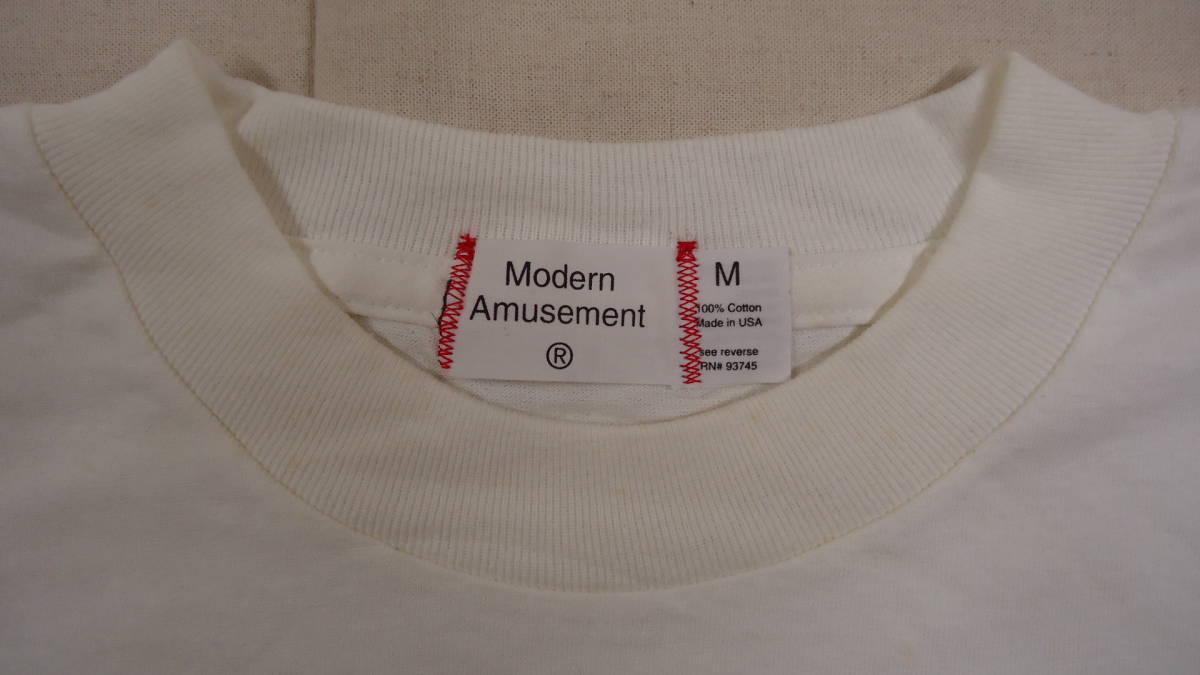 Modern
Amusement
®
M
100% Cotton
Made in USA
see reverse
RN# 93745